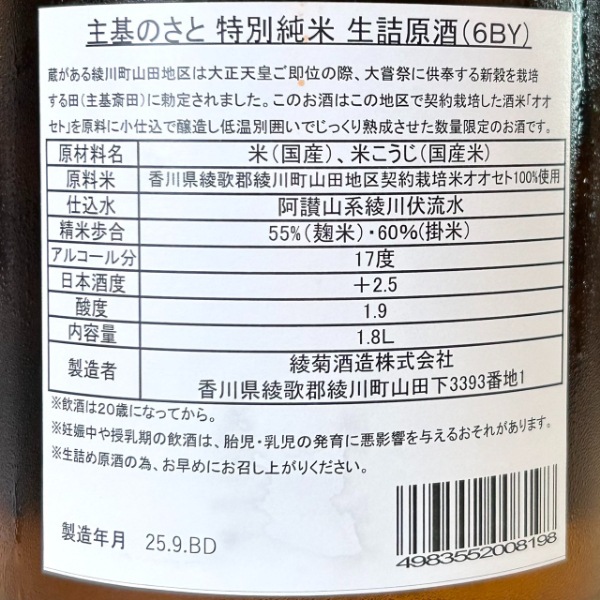 主基のさと 特別純米 生詰原酒(6BY)
蔵がある綾川町山田地区は大正天皇ご即位の際、大嘗祭に供奉する新穀を栽培
する田(主基斎田)に勅定されました。このお酒はこの地区で契約栽培した酒米「オオ
セト」を原料に小仕込で醸造し低温別囲いでじっくり熟成させた数量限定のお酒です。
原材料名 米(国産)、米こうじ(国産米)
原料米 香川県綾歌郡綾川町山田地区契約栽培米オオセト100%使用
仕込水 阿讃山系綾川伏流水
精米歩合 55%(麹米)・60%(掛米)
アルコール分 17度
日本酒度 +2.5
酸度 1.9
内容量 1.8L
製造者 綾菊酒造株式会社
香川県綾歌郡綾川町山田下3393番地1
※飲酒は20歳になってから。
※妊娠中や授乳期の飲酒は、胎児・乳児の発育に悪影響を与えるおそれがあります。
※生詰め原酒の為、お早めにお召し上がりください。
製造年月 25.9.BD
4983552008198